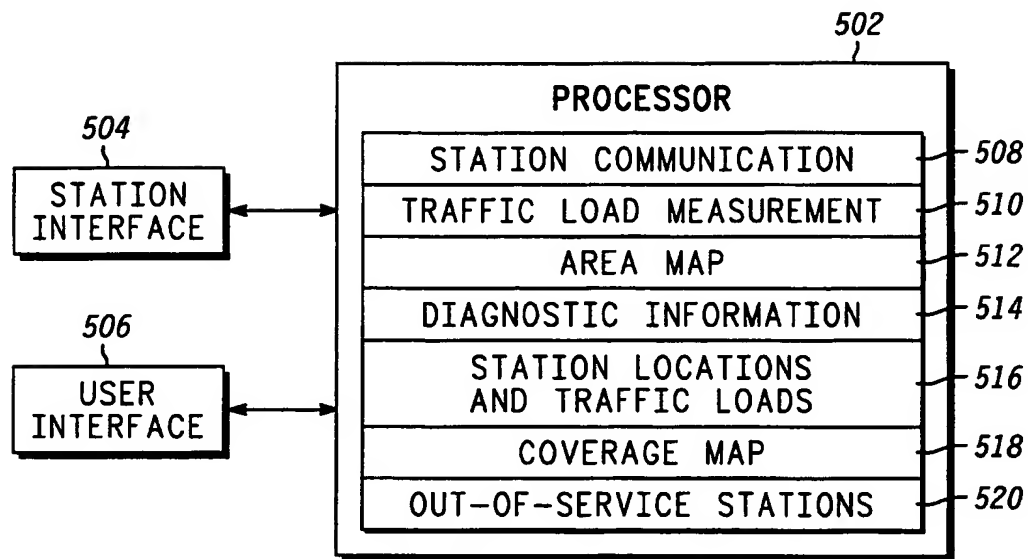 502
PROCESSOR
504
STATION
INTERFACE
506
USER
INTERFACE
STATION COMMUNICATION
508
TRAFFIC LOAD MEASUREMENT
510
AREA MAP
512
DIAGNOSTIC INFORMATION
514
STATION LOCATIONS
AND TRAFFIC LOADS
516
COVERAGE MAP
518
OUT-OF-SERVICE STATIONS
520